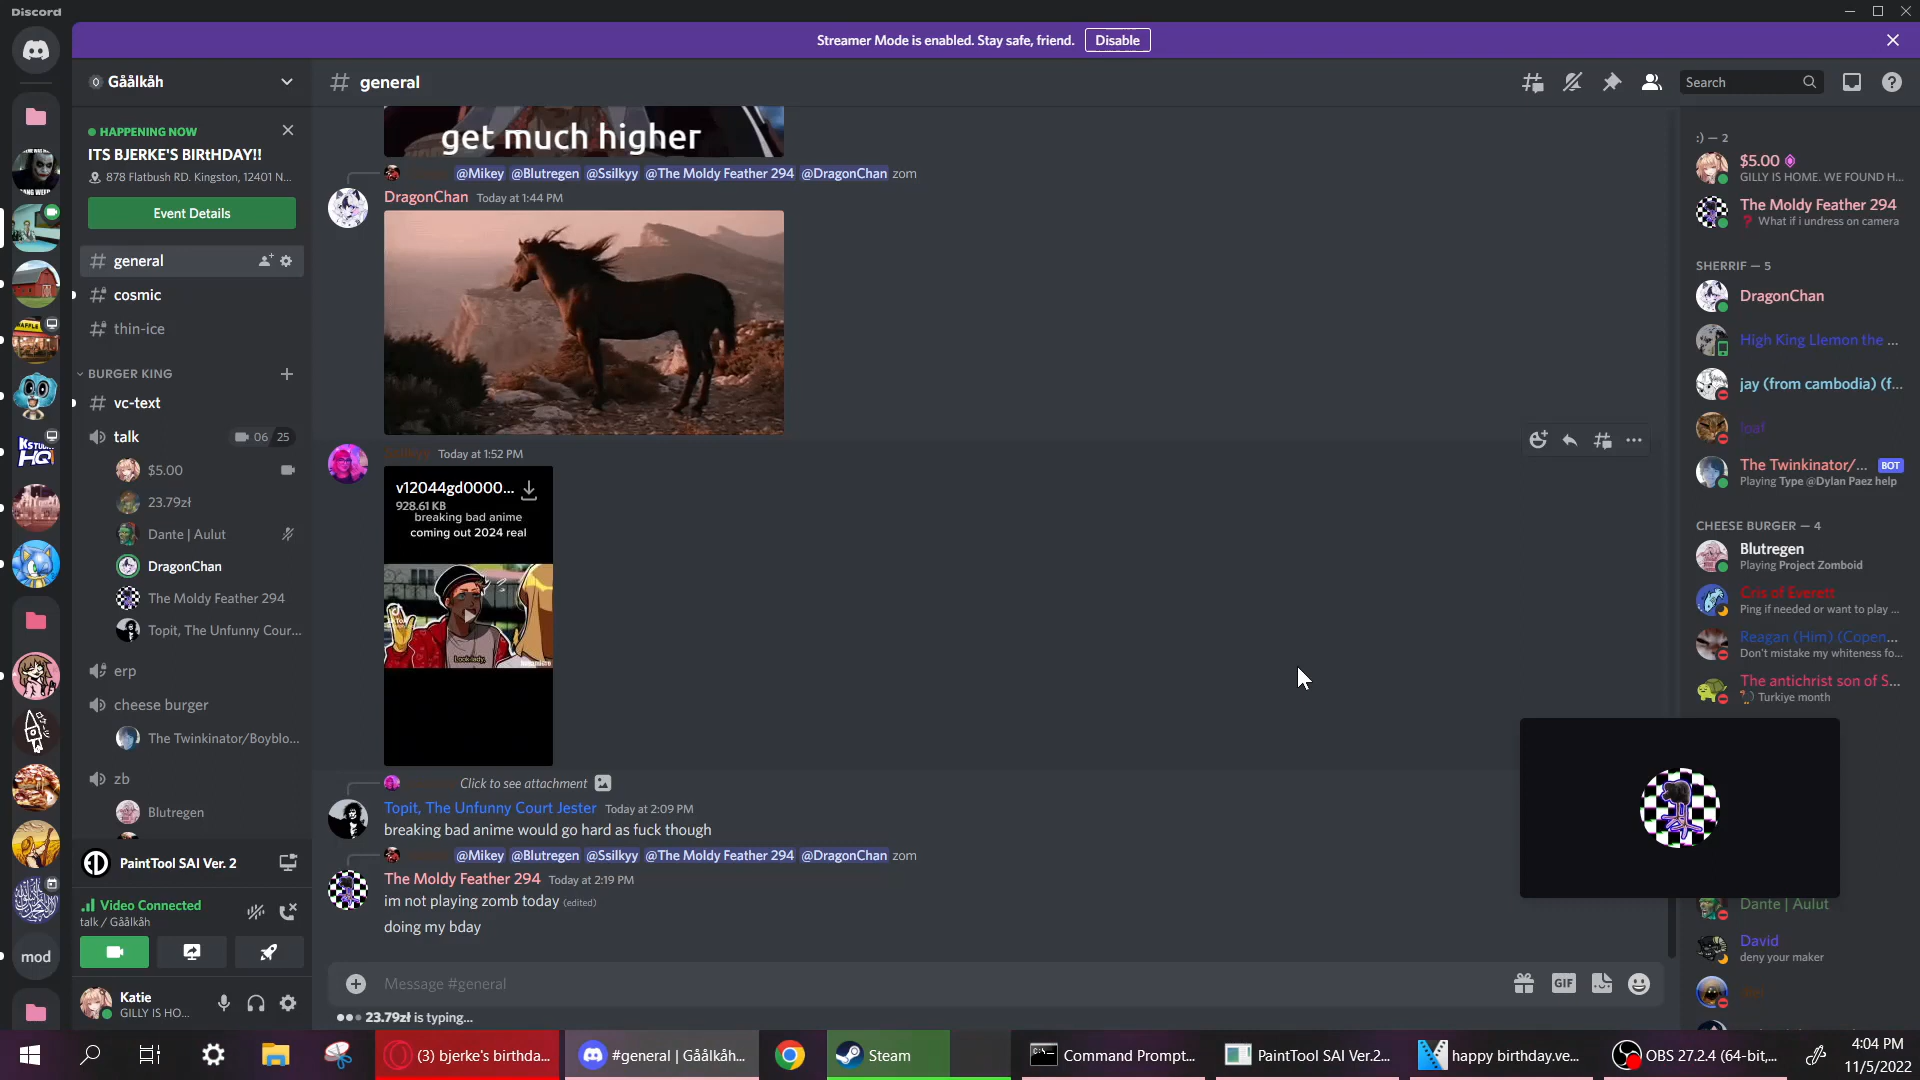 Discord
Streamer Mode is enabled. Stay safe, friend.
Disable
Gåålkåh
general
Search
HAPPENING NOW
ITS BJERKE'S BIRtHDAY!!
878 Flatbush RD. Kingston, 12401 N...
Event Details
general
cosmic
thin-ice
BURGER KING
vc-text
talk
06 25
$5.00
23.79zł
Dante | Aulut
DragonChan
The Moldy Feather 294
Topit, The Unfunny Cour...
erp
cheese burger
The Twinkinator/Boyblo...
zb
Blutregen
PaintTool SAI Ver. 2
Video Connected
talk / Gåålkåh
Katie
GILLY IS HO...
mod
WAFFLE
HQ
get much higher
@Mikey @Blutregen @Ssilkyy @The Moldy Feather 294 @DragonChan zom
DragonChan Today at 1:44 PM
Today at 1:52 PM
v12044gd0000...
928.61 KB
breaking bad anime
coming out 2024 real
Look lady,
Click to see attachment
Topit, The Unfunny Court Jester Today at 2:09 PM
breaking bad anime would go hard as fuck though
@Mikey @Blutregen @Ssilkyy @The Moldy Feather 294 @DragonChan zom
The Moldy Feather 294 Today at 2:19 PM
im not playing zomb today (edited)
doing my bday
Message #general
GIF
23.79zł is typing...
:) — 2
$5.00
GILLY IS HOME. WE FOUND H...
The Moldy Feather 294
❓ What if i undress on camera
SHERRIF — 5
DragonChan
High King Llemon the ...
jay (from cambodia) (f...
loaf
The Twinkinator/... BOT
Playing Type @Dylan Paez help
CHEESE BURGER — 4
Blutregen
Playing Project Zomboid
Cris of Everett
Ping if needed or want to play ...
Reagan (Him) (Copen...
Don't mistake my whiteness fo...
The antichrist son of S...
Turkiye month
Dante | Aulut
David
deny your maker
(3) bjerke's birthda...
#general | Gåålkåh...
Steam
Command Prompt...
PaintTool SAI Ver.2...
happy birthday.ve...
OBS 27.2.4 (64-bit,...
4:04 PM
11/5/2022